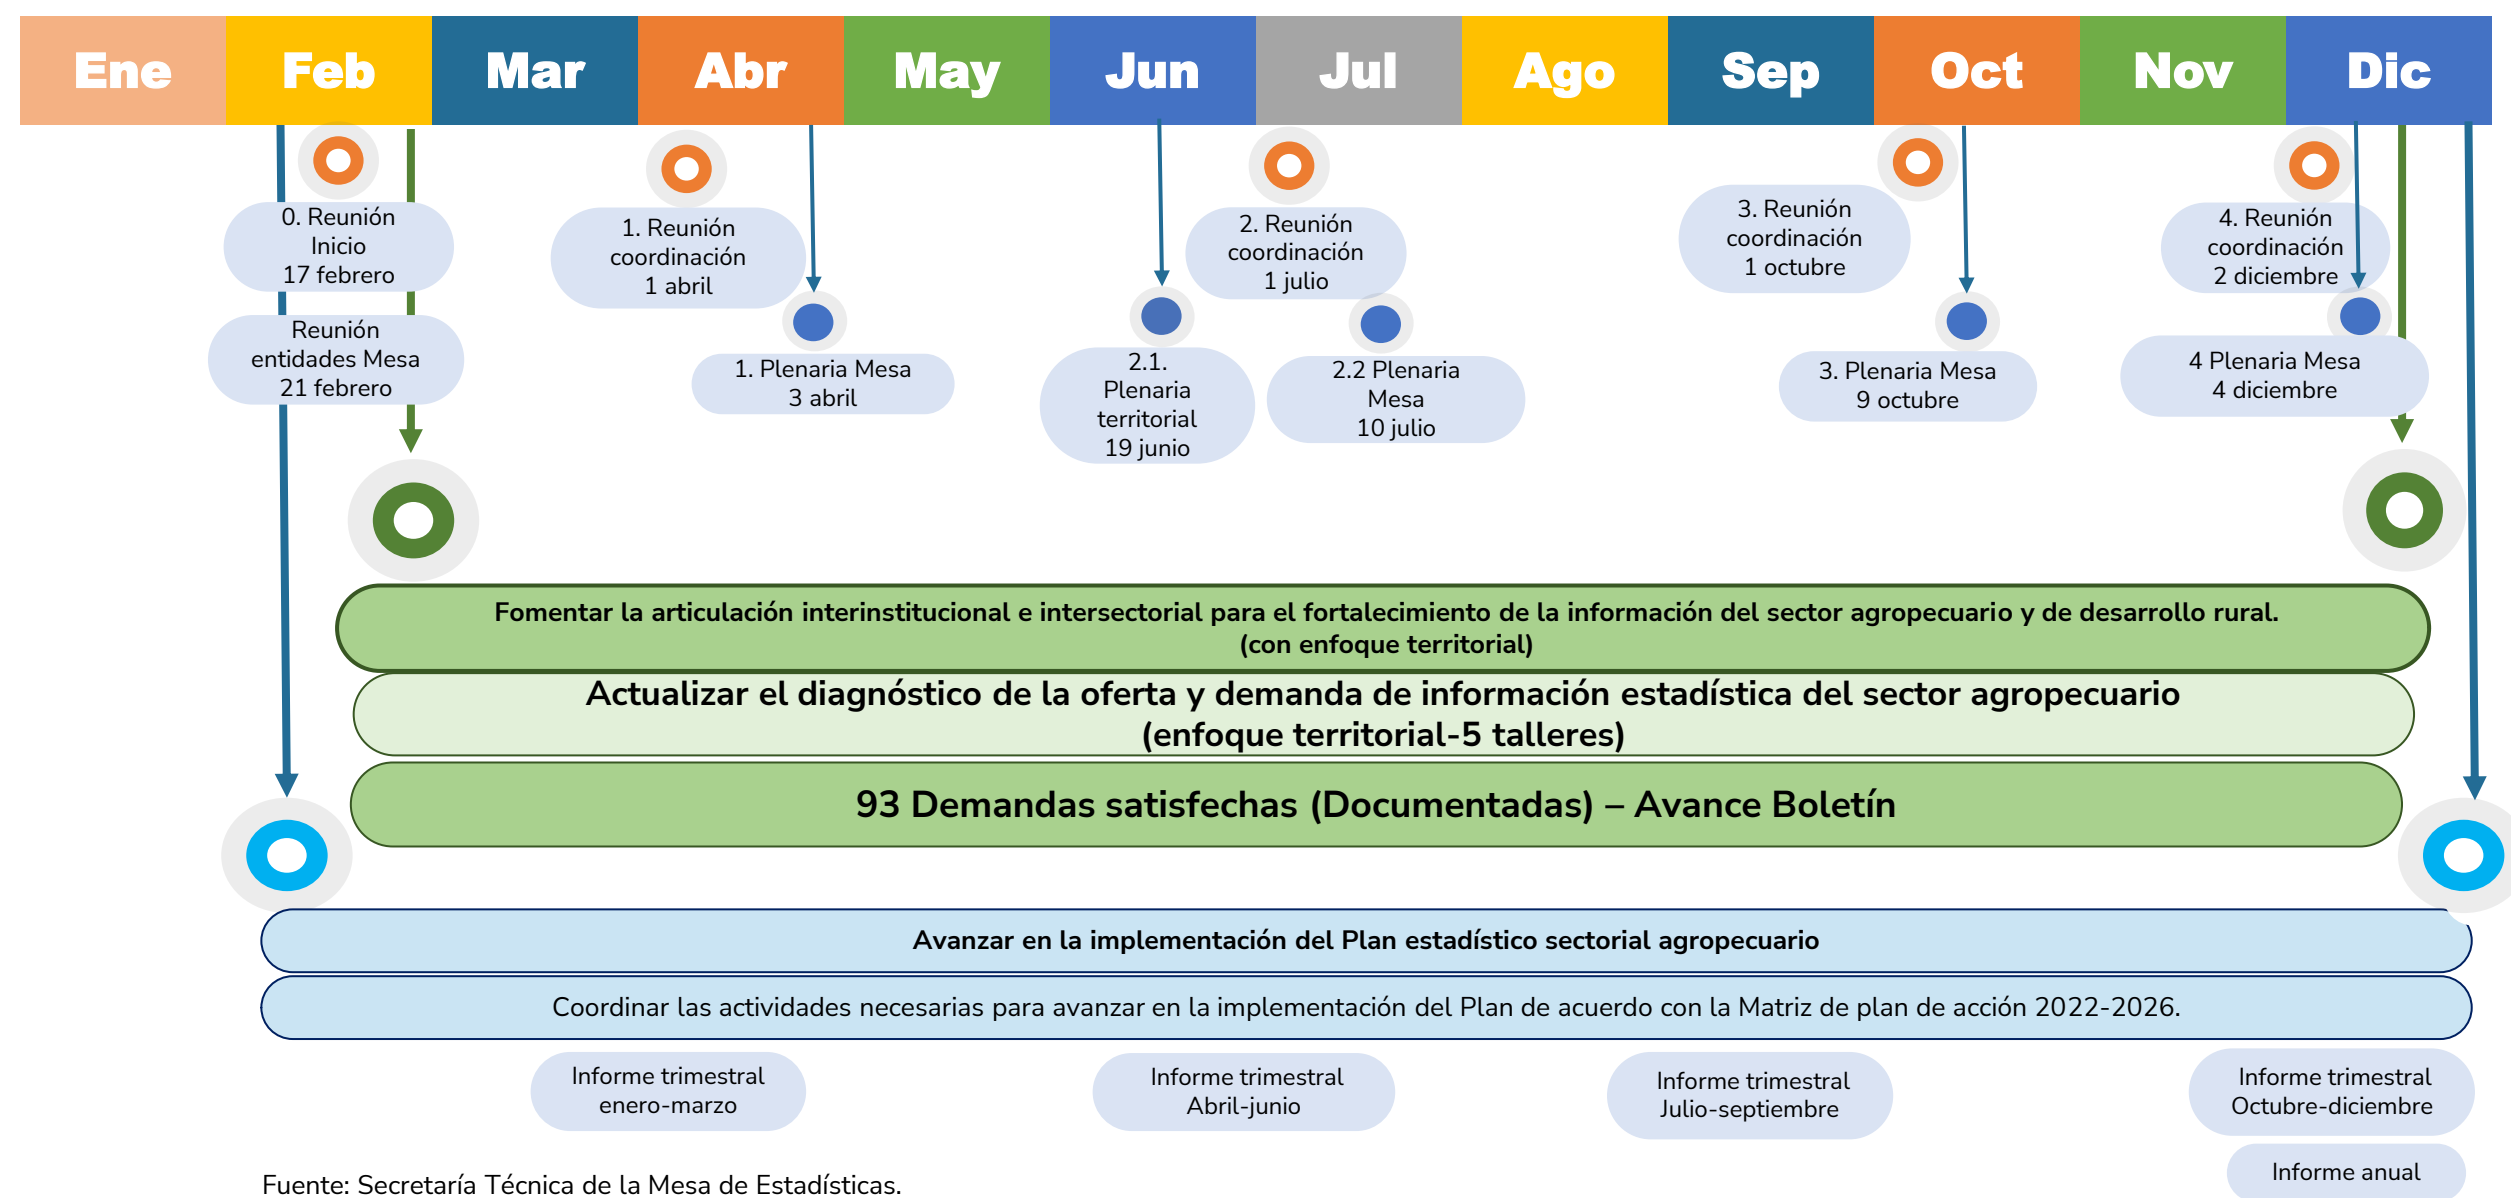 Ene
Feb
Mar
Abr
May
Jun
Jul
Ago
Sep
Oct
Nov
Dic
0. Reunión
Inicio
17 febrero
Reunión
entidades Mesa
21 febrero
1. Reunión
coordinación
1 abril
1. Plenaria Mesa
3 abril
2.1.
Plenaria
territorial
19 junio
2. Reunión
coordinación
1 julio
2.2 Plenaria
Mesa
10 julio
3. Reunión
coordinación
1 octubre
3. Plenaria Mesa
9 octubre
4. Reunión
coordinación
2 diciembre
4 Plenaria Mesa
4 diciembre
Fomentar la articulación interinstitucional e intersectorial para el fortalecimiento de la información del sector agropecuario y de desarrollo rural.
(con enfoque territorial)
Actualizar el diagnóstico de la oferta y demanda de información estadística del sector agropecuario
(enfoque territorial-5 talleres)
93 Demandas satisfechas (Documentadas) – Avance Boletín
Avanzar en la implementación del Plan estadístico sectorial agropecuario
Coordinar las actividades necesarias para avanzar en la implementación del Plan de acuerdo con la Matriz de plan de acción 2022-2026.
Informe trimestral
enero-marzo
Informe trimestral
Abril-junio
Informe trimestral
Julio-septiembre
Informe trimestral
Octubre-diciembre
Informe anual
Fuente: Secretaría Técnica de la Mesa de Estadísticas.